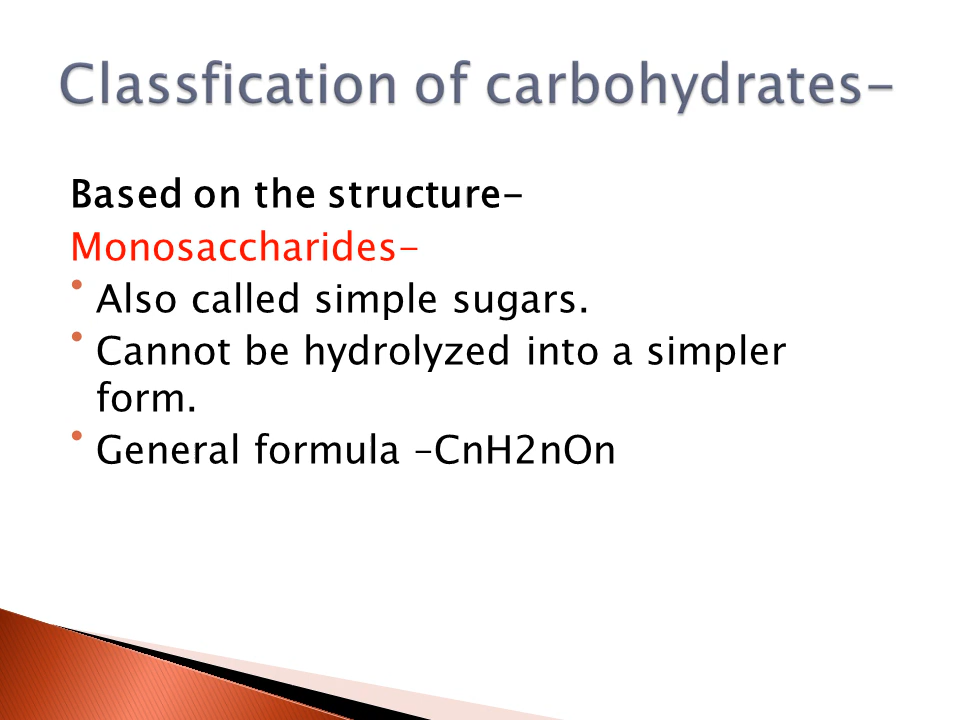 Classfication of carbohydrates-
Based on the structure-
Monosaccharides-
• Also called simple sugars.
• Cannot be hydrolyzed into a simpler
form.
• General formula –CnH2nOn